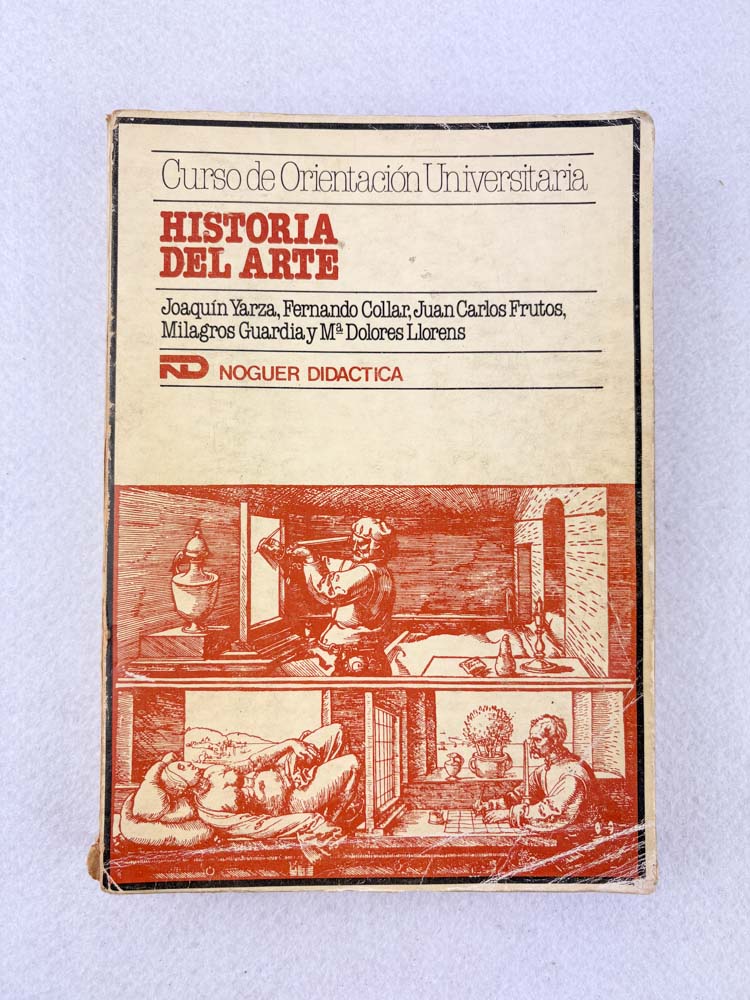 Curso de Orientación Universitaria
HISTORIA
DEL ARTE
Joaquín Yarza, Fernando Collar, Juan Carlos Frutos,
Milagros Guardia y Mª Dolores Llorens
ND NOGUER DIDACTICA